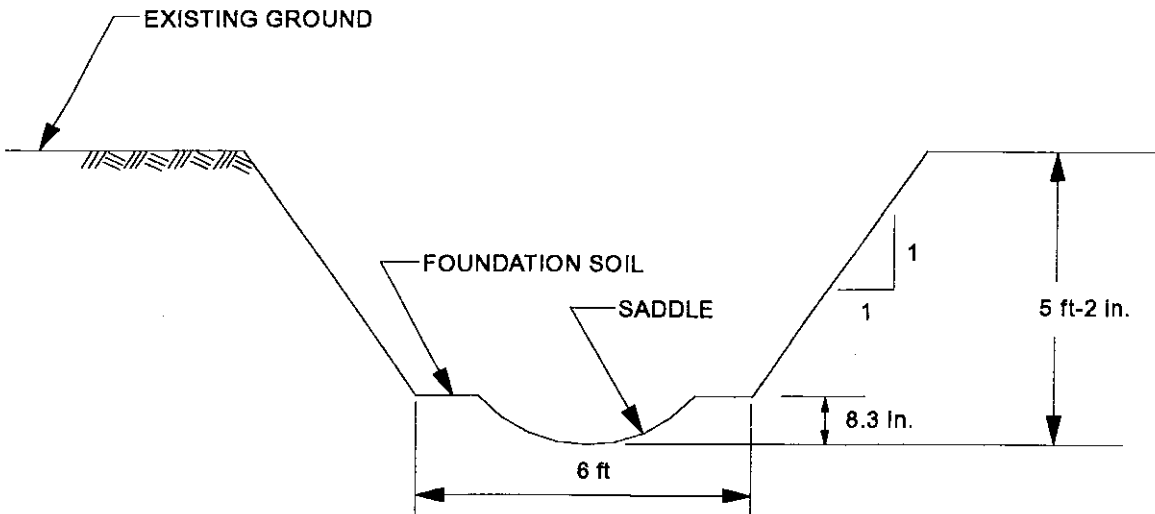 EXISTING GROUND
FOUNDATION SOIL
SADDLE
1
1
5 ft-2 in.
8.3 in.
6 ft